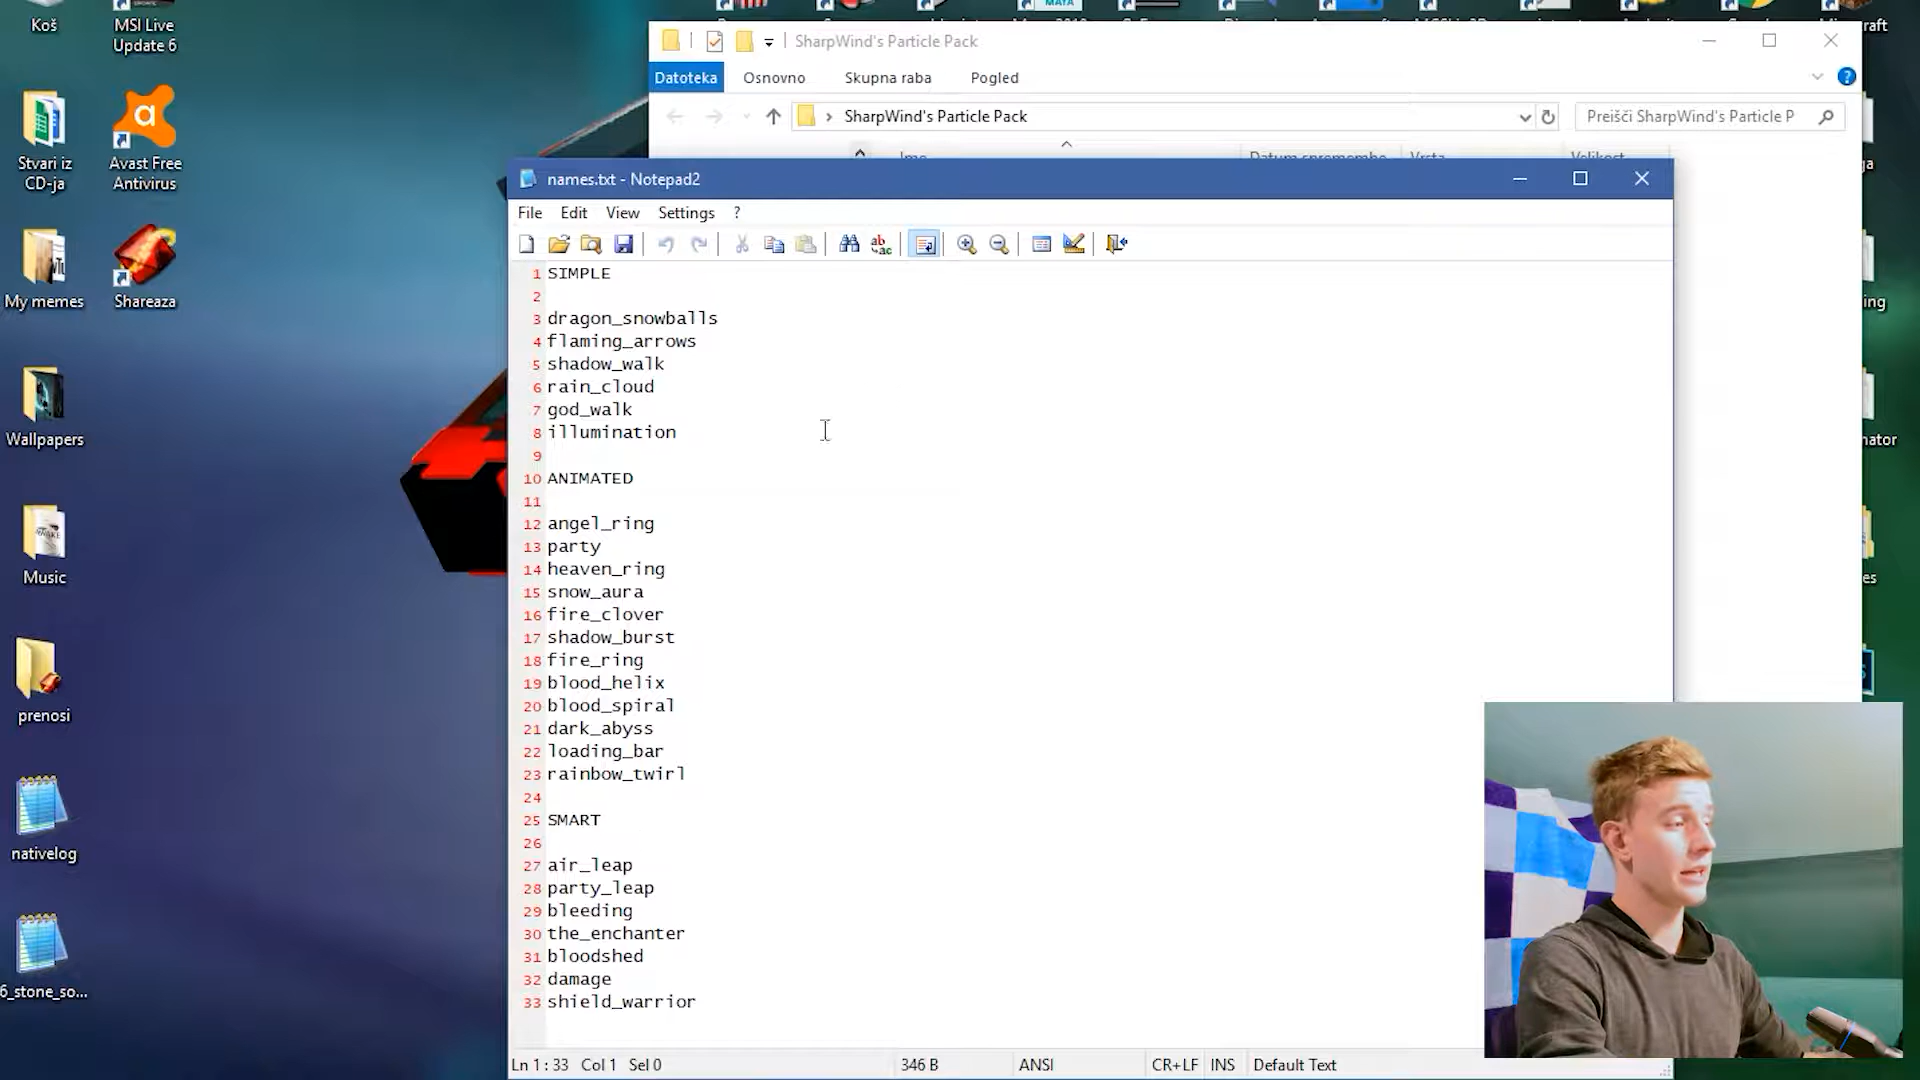 Koš
MSI Live
Update 6
Stvari iz
CD-ja
Avast Free
Antivirus
My memes
Shareaza
Wallpapers
Music
prenosi
nativelog
6_stone_so...
SharpWind's Particle Pack
Datoteka Osnovno Skupna raba Pogled
SharpWind's Particle Pack
Preišči SharpWind's Particle P
Ime Datum spremembe Vrsta Velikost
names.txt - Notepad2
File Edit View Settings ?
1 SIMPLE
2
3 dragon_snowballs
4 flaming_arrows
5 shadow_walk
6 rain_cloud
7 god_walk
8 illumination
9
10 ANIMATED
11
12 angel_ring
13 party
14 heaven_ring
15 snow_aura
16 fire_clover
17 shadow_burst
18 fire_ring
19 blood_helix
20 blood_spiral
21 dark_abyss
22 loading_bar
23 rainbow_twirl
24
25 SMART
26
27 air_leap
28 party_leap
29 bleeding
30 the_enchanter
31 bloodshed
32 damage
33 shield_warrior
Ln 1 : 33 Col 1 Sel 0 346 B ANSI CR+LF INS Default Text